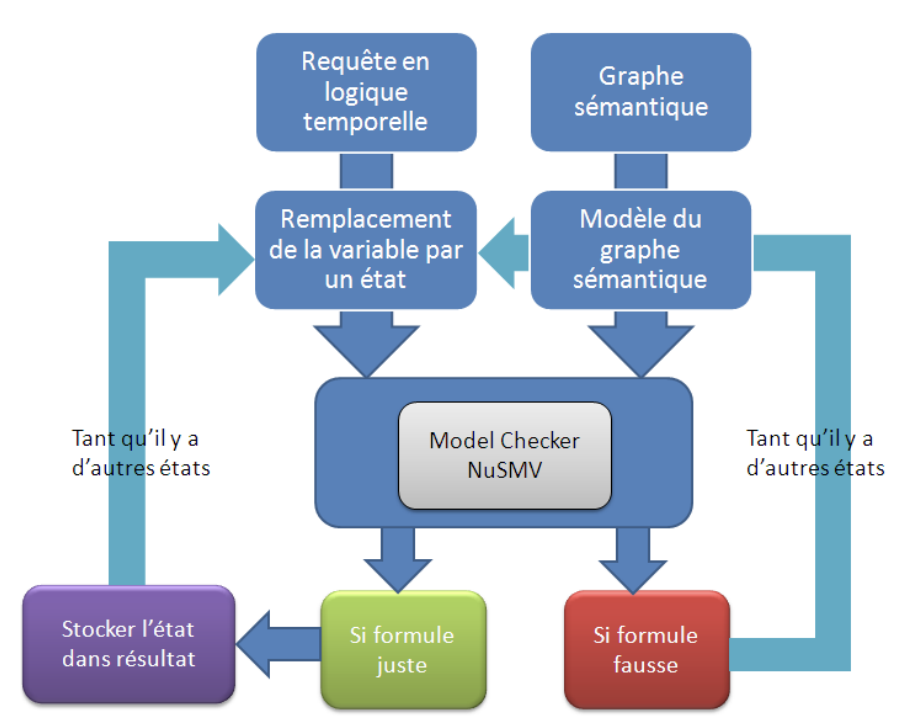 Requête en
logique
temporelle
Graphe
sémantique
Remplacement
de la variable par
un état
Modèle du
graphe
sémantique
Tant qu'il y a
d'autres états
Model Checker
NuSMV
Tant qu'il y a
d'autres états
Stocker l'état
dans résultat
Si formule
juste
Si formule
fausse